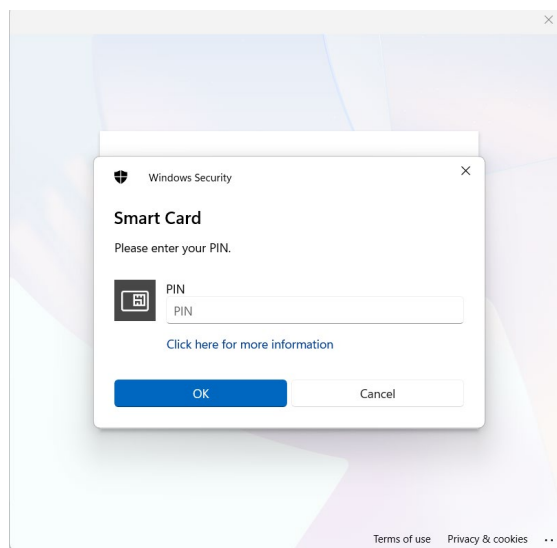 Windows Security
Smart Card
Please enter your PIN.
PIN
PIN
Click here for more information
OK Cancel
Terms of use Privacy & cookies ..